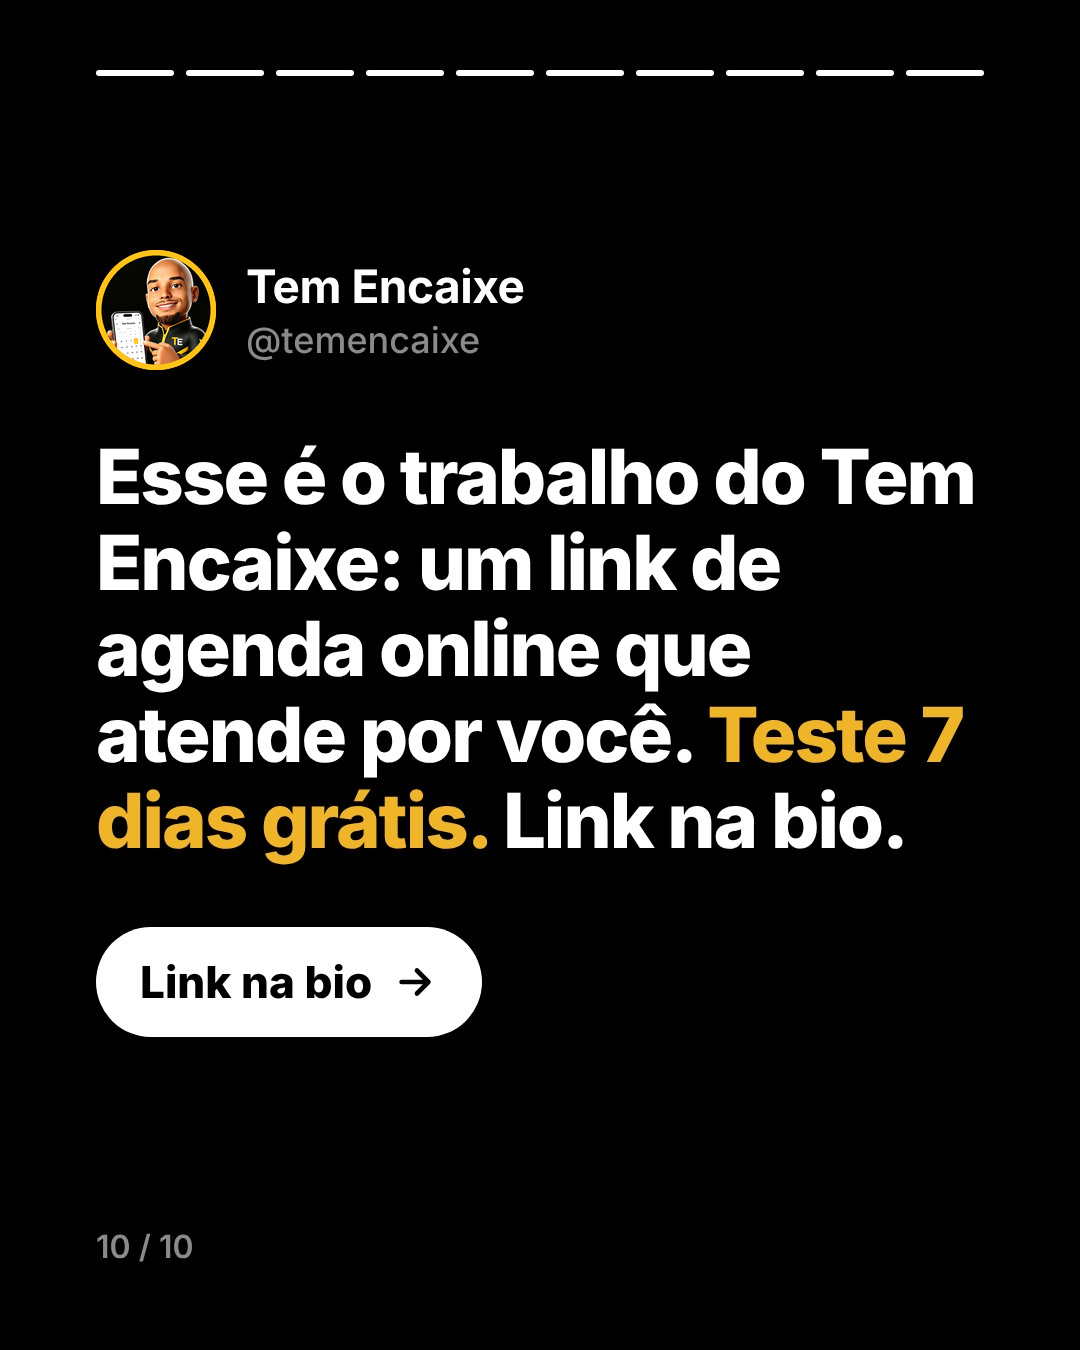 Tem Encaixe
@temencaixe
TE
Esse é o trabalho do Tem
Encaixe: um link de
agenda online que
atende por você. Teste 7
dias grátis. Link na bio.
Link na bio →
10 / 10